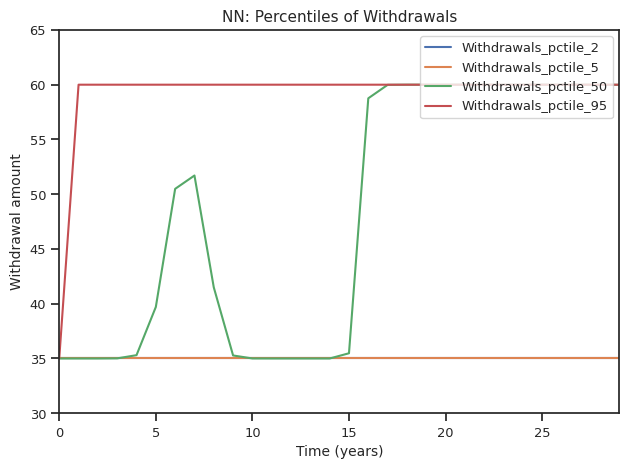 NN: Percentiles of Withdrawals
65
60
55
50
45
40
35
30
Withdrawal amount
Withdrawals_pctile_2
Withdrawals_pctile_5
Withdrawals_pctile_50
Withdrawals_pctile_95
0 5 10 15 20 25
Time (years)